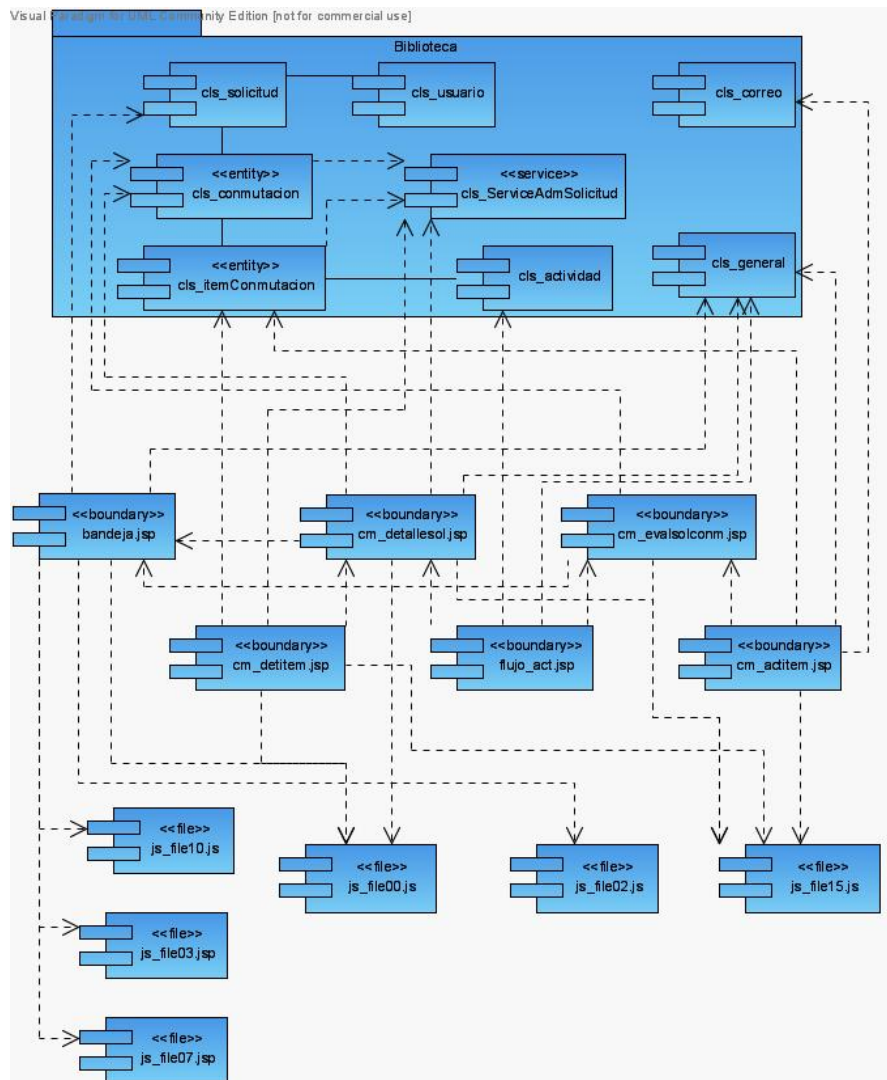 Visual Paradigm for UML Community Edition [not for commercial use]
Biblioteca
cls_solicitud
cls_usuario
cls_correo
<<entity>>
cls_conmutacion
<<service>>
cls_ServiceAdmSolicitud
<<entity>>
cls_itemConmutacion
cls_actividad
cls_general
<<boundary>>
bandeja.jsp
<<boundary>>
cm_detallesol.jsp
<<boundary>>
cm_evalsolconm.jsp
<<boundary>>
cm_detitem.jsp
<<boundary>>
flujo_act.jsp
<<boundary>>
cm_actitem.jsp
<<file>>
js_file10.js
<<file>>
js_file00.js
<<file>>
js_file02.js
<<file>>
js_file15.js
<<file>>
js_file03.jsp
<<file>>
js_file07.jsp